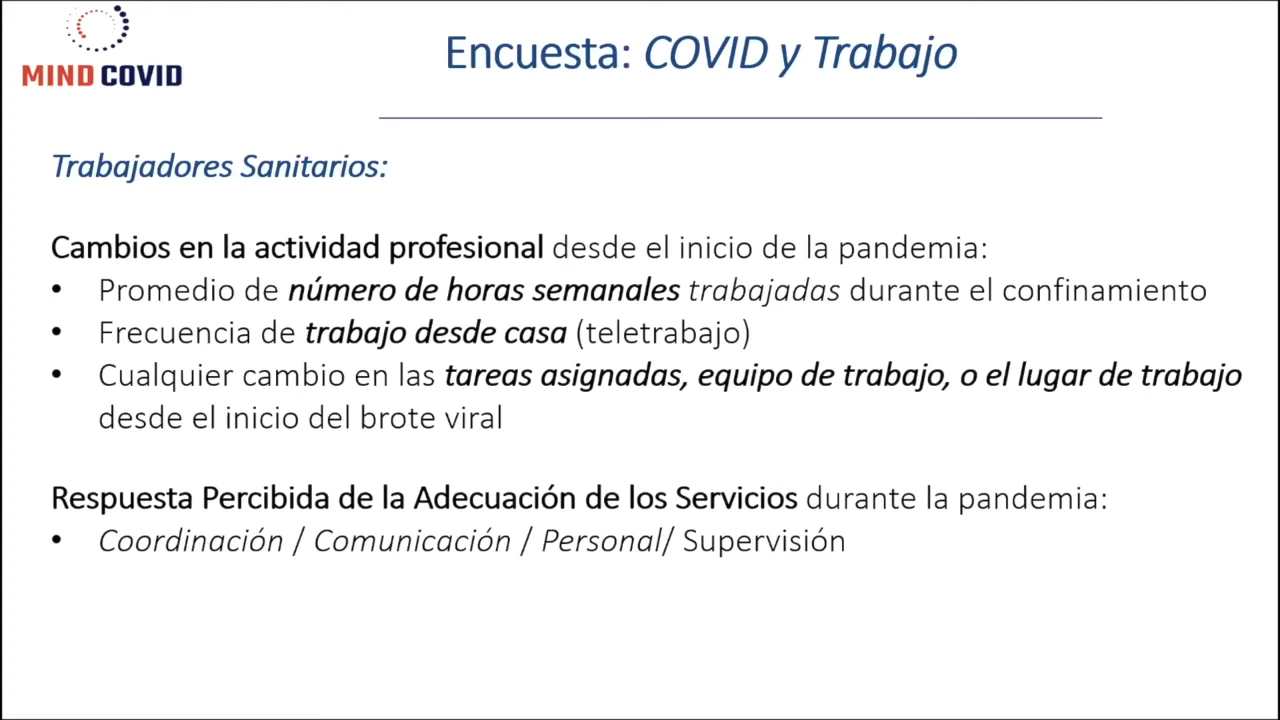 MIND COVID
Encuesta: COVID y Trabajo
Trabajadores Sanitarios:
Cambios en la actividad profesional desde el inicio de la pandemia:
• Promedio de número de horas semanales trabajadas durante el confinamiento
• Frecuencia de trabajo desde casa (teletrabajo)
• Cualquier cambio en las tareas asignadas, equipo de trabajo, o el lugar de trabajo
desde el inicio del brote viral
Respuesta Percibida de la Adecuación de los Servicios durante la pandemia:
• Coordinación / Comunicación / Personal/ Supervisión